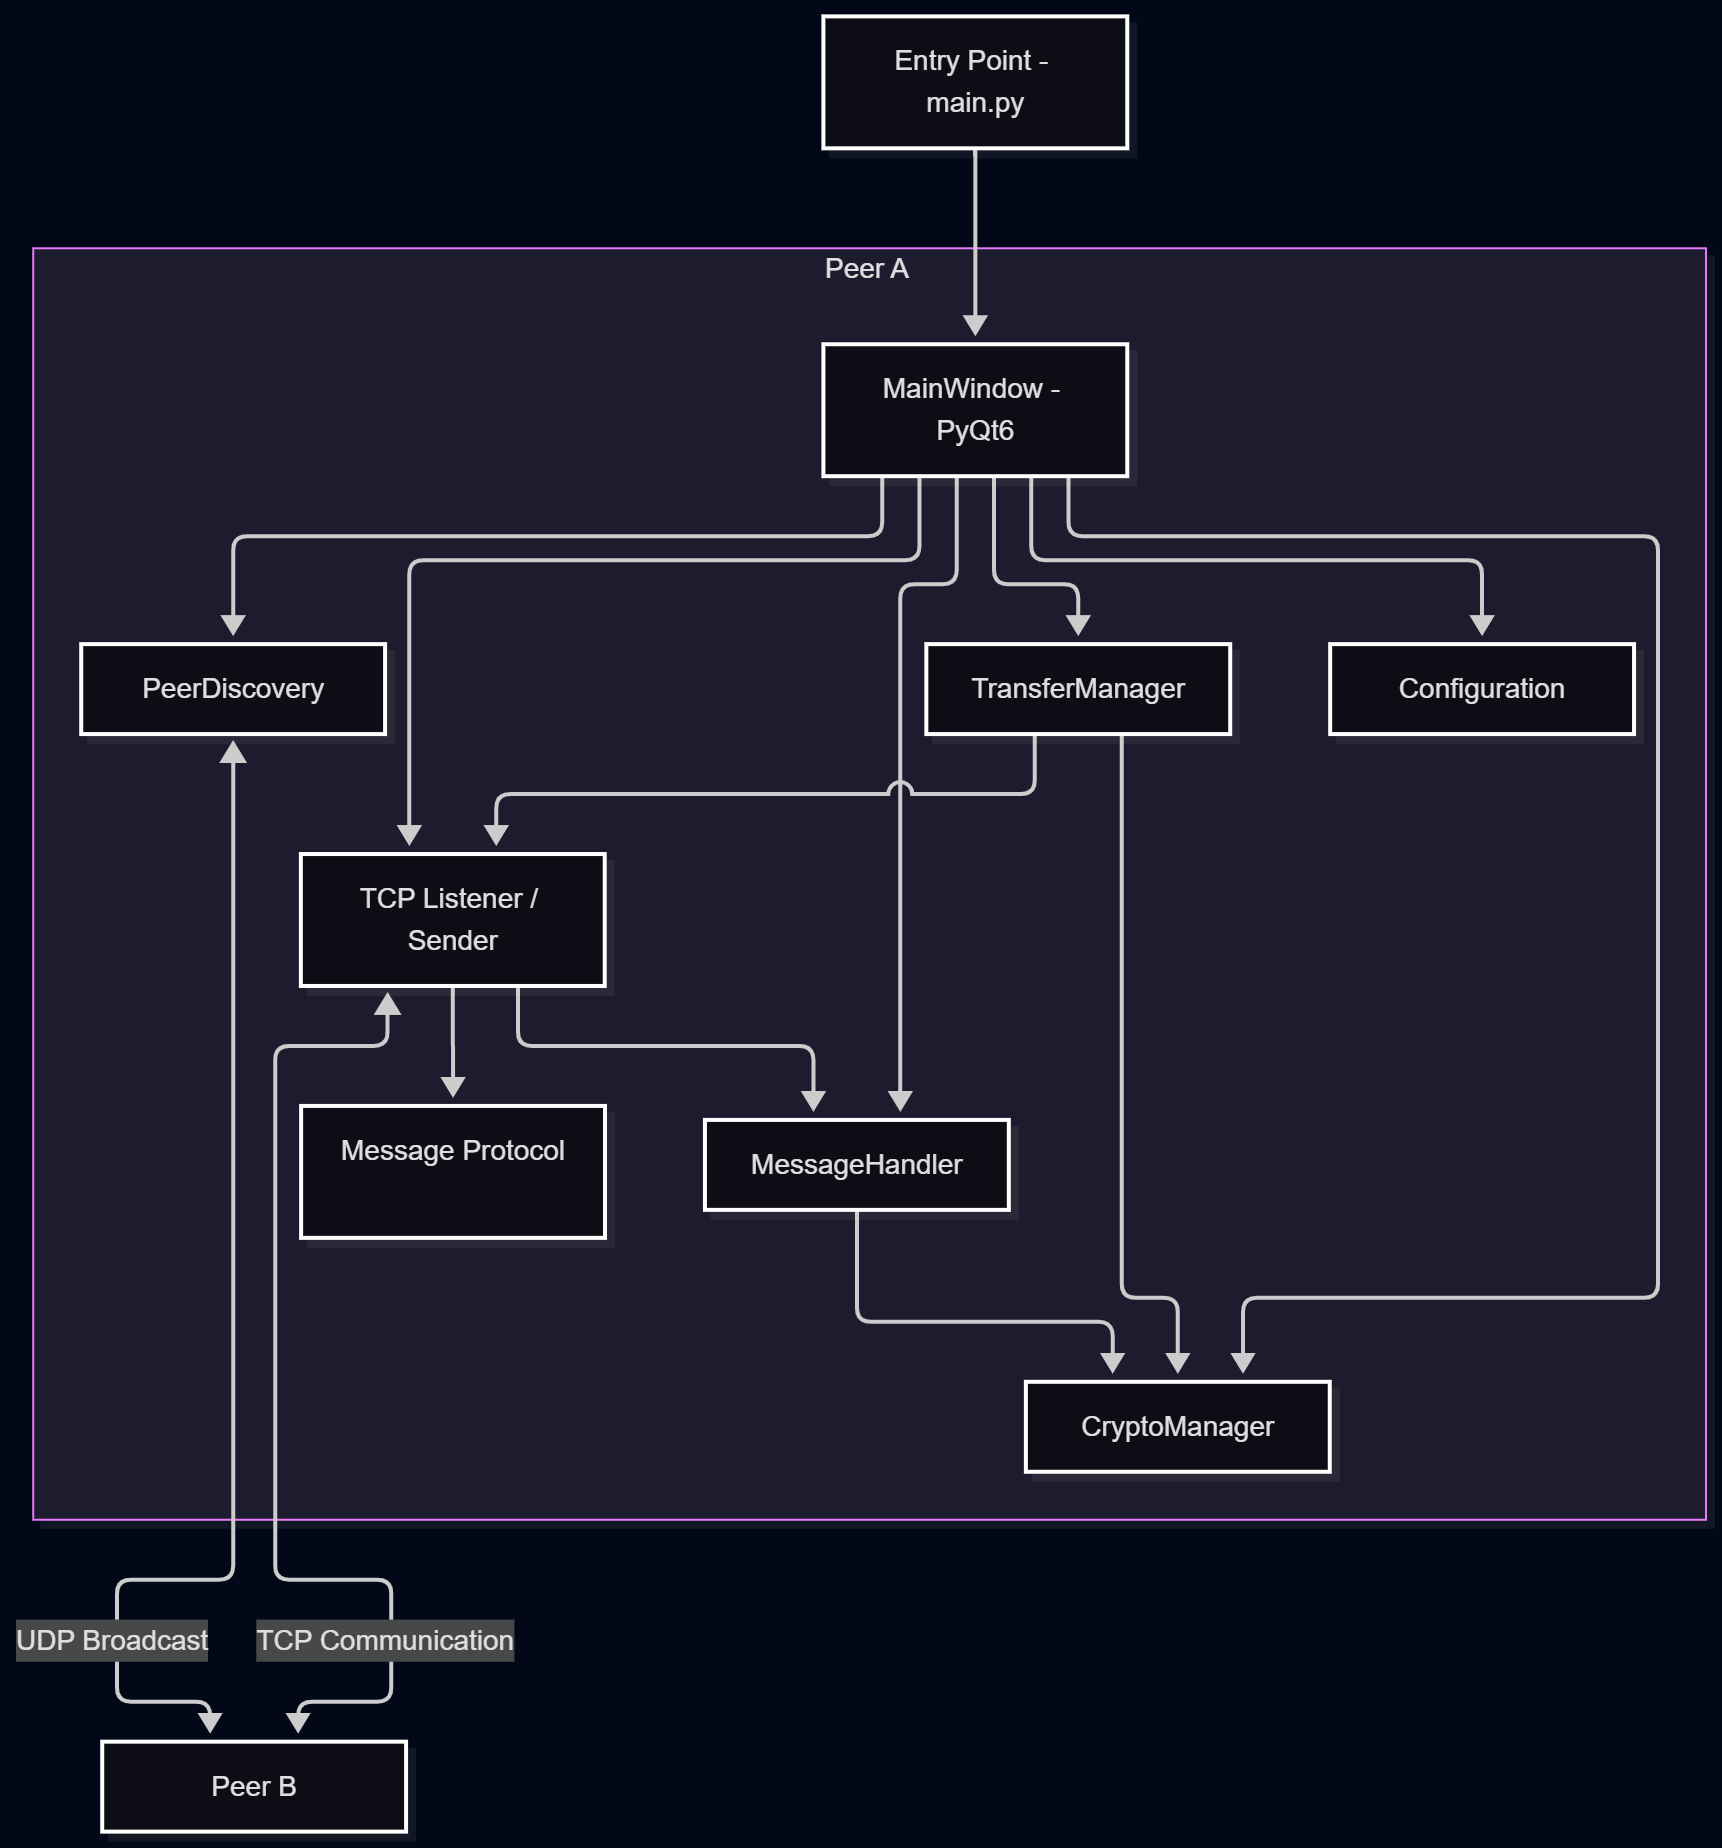 Entry Point -
main.py
Peer A
MainWindow -
PyQt6
PeerDiscovery
TransferManager
Configuration
TCP Listener /
Sender
Message Protocol
MessageHandler
CryptoManager
UDP Broadcast
TCP Communication
Peer B